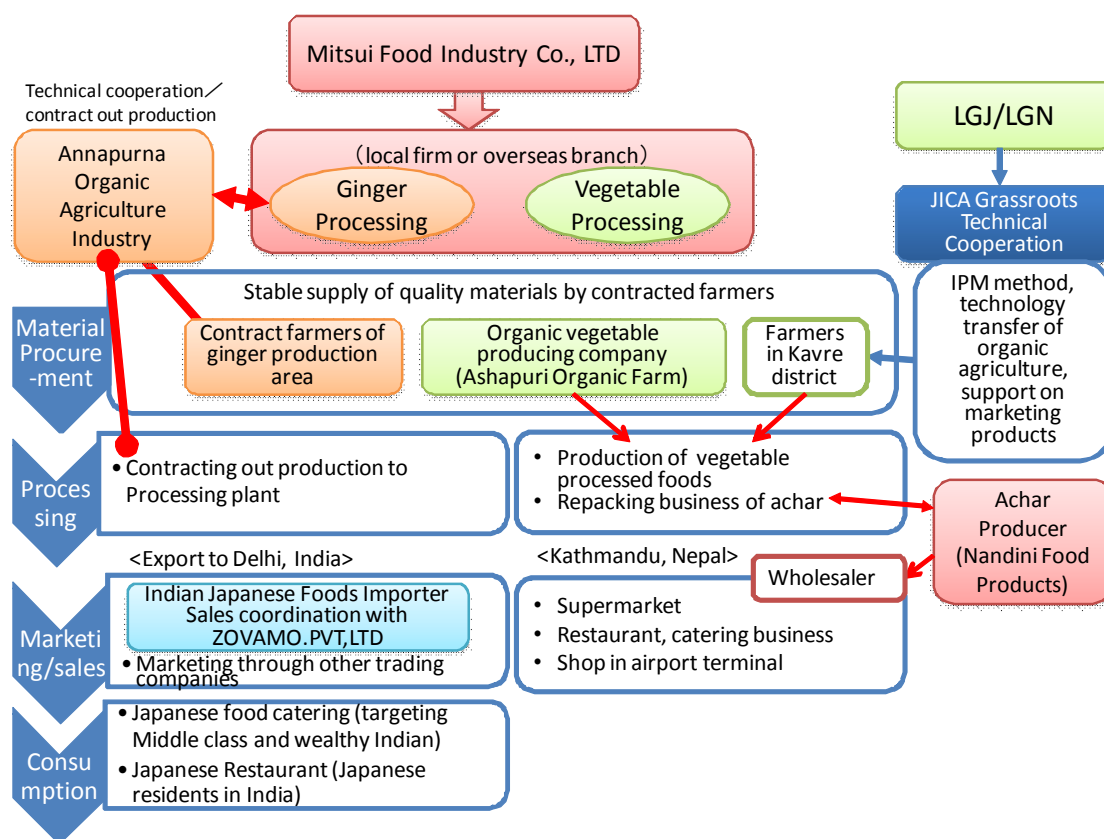 Mitsui Food Industry Co., LTD
Technical cooperation／
contract out production
LGJ/LGN
Annapurna
Organic
Agriculture
Industry
（local firm or overseas branch）
Ginger
Processing
Vegetable
Processing
JICA Grassroots
Technical
Cooperation
Stable supply of quality materials by contracted farmers
IPM method,
technology
transfer of
organic
agriculture,
support on
marketing
products
Material
Procure
-ment
Contract farmers of
ginger production
area
Organic vegetable
producing company
(Ashapuri Organic Farm)
Farmers
in Kavre
district
Proces
sing
• Contracting out production to
Processing plant
• Production of vegetable
processed foods
• Repacking business of achar
Achar
Producer
(Nandini Food
Products)
<Export to Delhi, India>
<Kathmandu, Nepal>
Wholesaler
Marketi
ng/sales
Indian Japanese Foods Importer
Sales coordination with
ZOVAMO.PVT,LTD
• Marketing through other trading
companies
• Supermarket
• Restaurant, catering business
• Shop in airport terminal
Consu
mption
• Japanese food catering (targeting
Middle class and wealthy Indian)
• Japanese Restaurant (Japanese
residents in India)